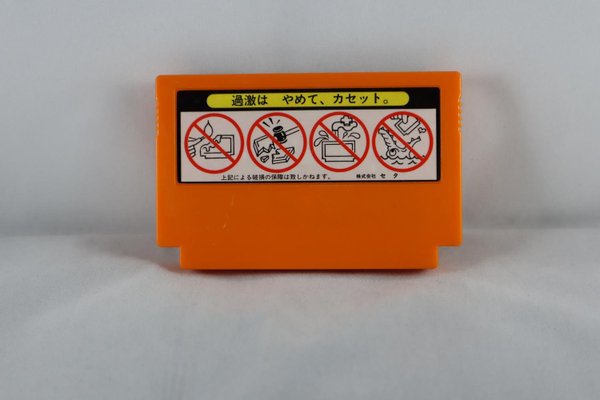 過激は やめて、カセット。
上記による破損の保障は致しかねます。 株式会社 セタ